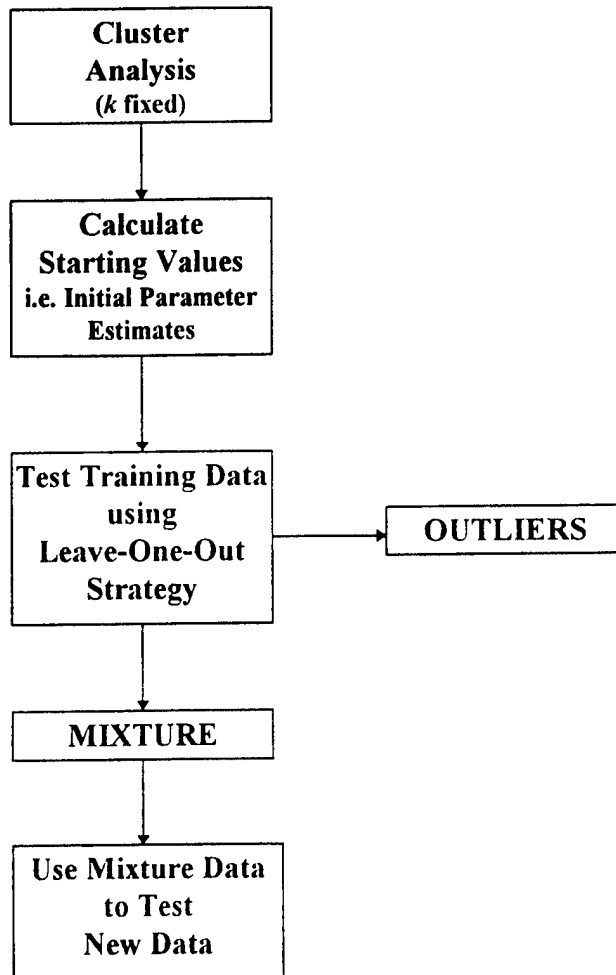 Cluster
Analysis
(k fixed)
Calculate
Starting Values
i.e. Initial Parameter
Estimates
Test Training Data
using
Leave-One-Out
Strategy
OUTLIERS
MIXTURE
Use Mixture Data
to Test
New Data